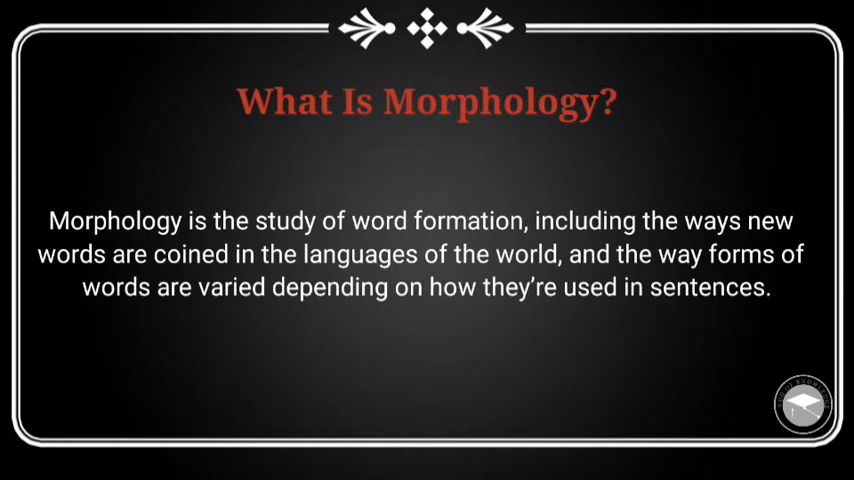 What Is Morphology?
Morphology is the study of word formation, including the ways new
words are coined in the languages of the world, and the way forms of
words are varied depending on how they’re used in sentences.